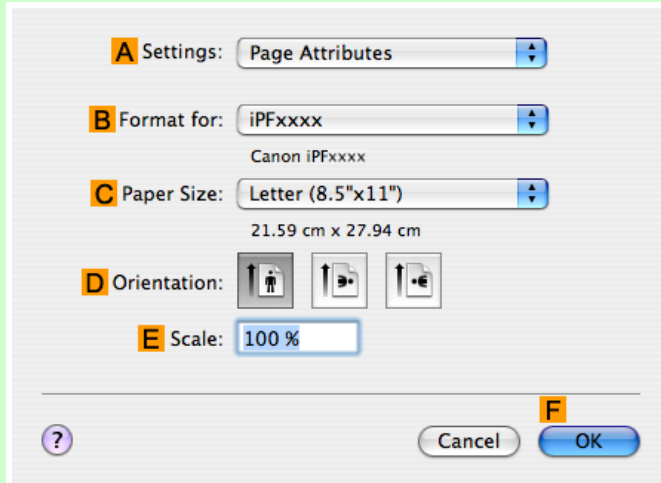 A Settings: Page Attributes
B Format for: iPFxxxx
Canon iPFxxxx
C Paper Size: Letter (8.5"x11")
21.59 cm x 27.94 cm
D Orientation:
E Scale: 100 %
F
? Cancel OK